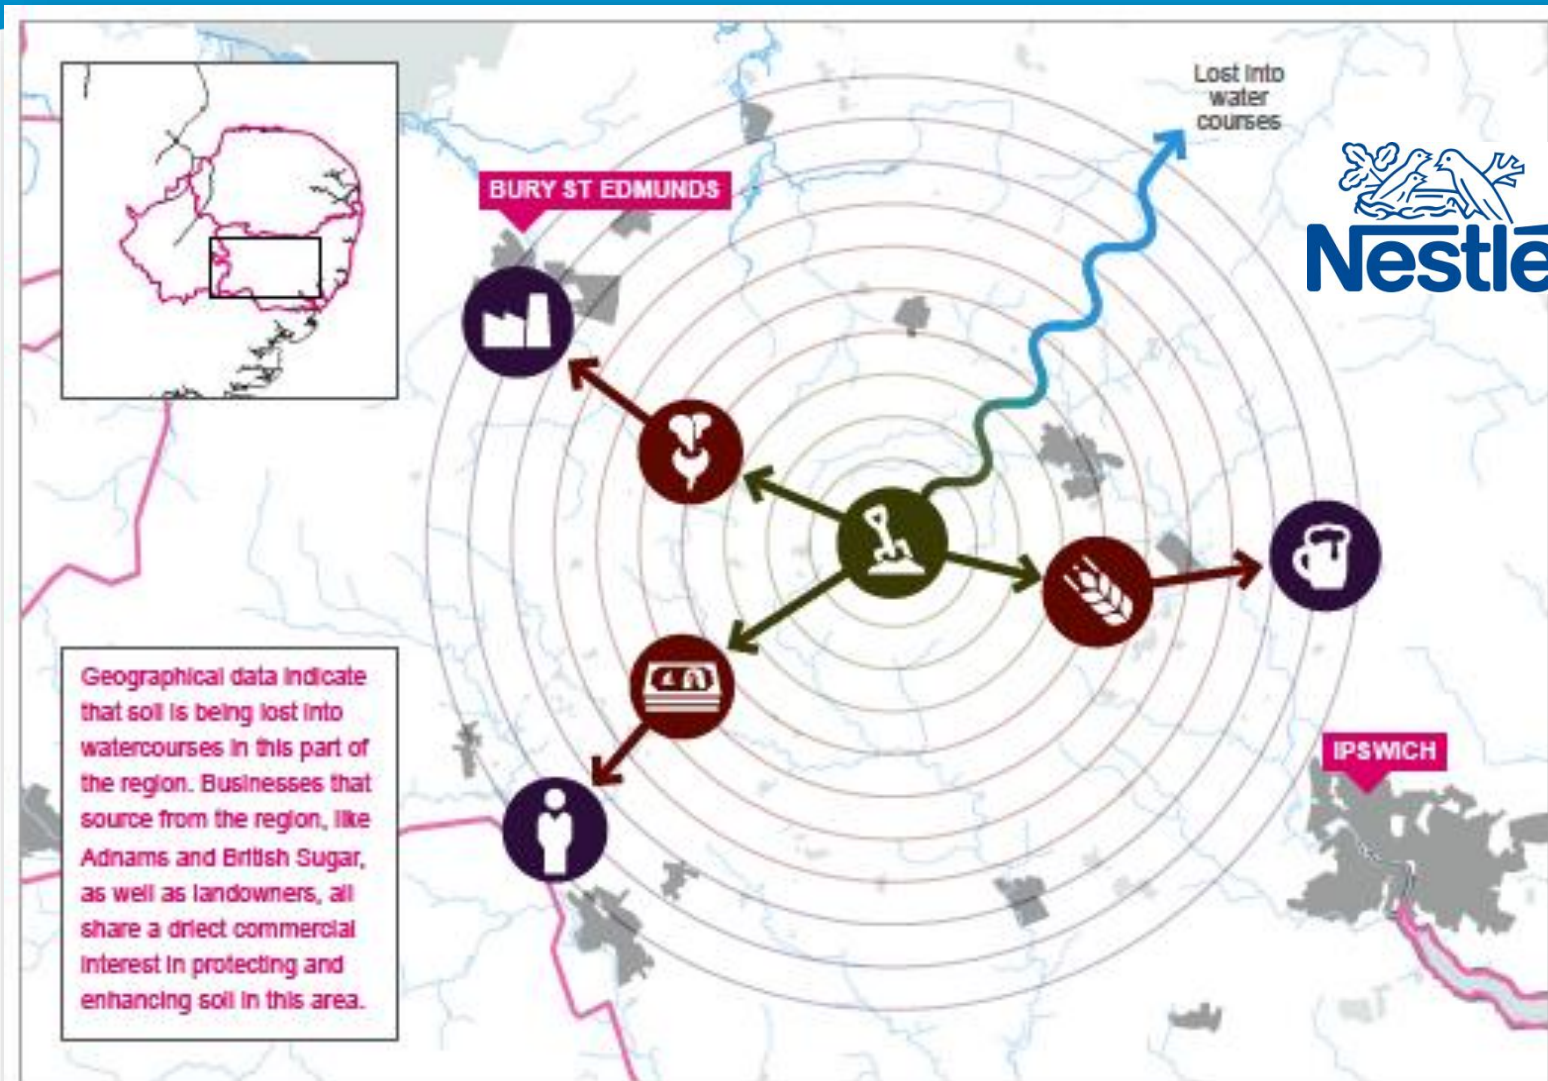 Lost into
water
courses
Nestle
BURY ST EDMUNDS
Geographical data indicate
that soil is being lost into
watercourses in this part of
the region. Businesses that
source from the region, like
Adnams and British Sugar,
as well as landowners, all
share a driect commercial
interest in protecting and
enhancing soil in this area.
IPSWICH